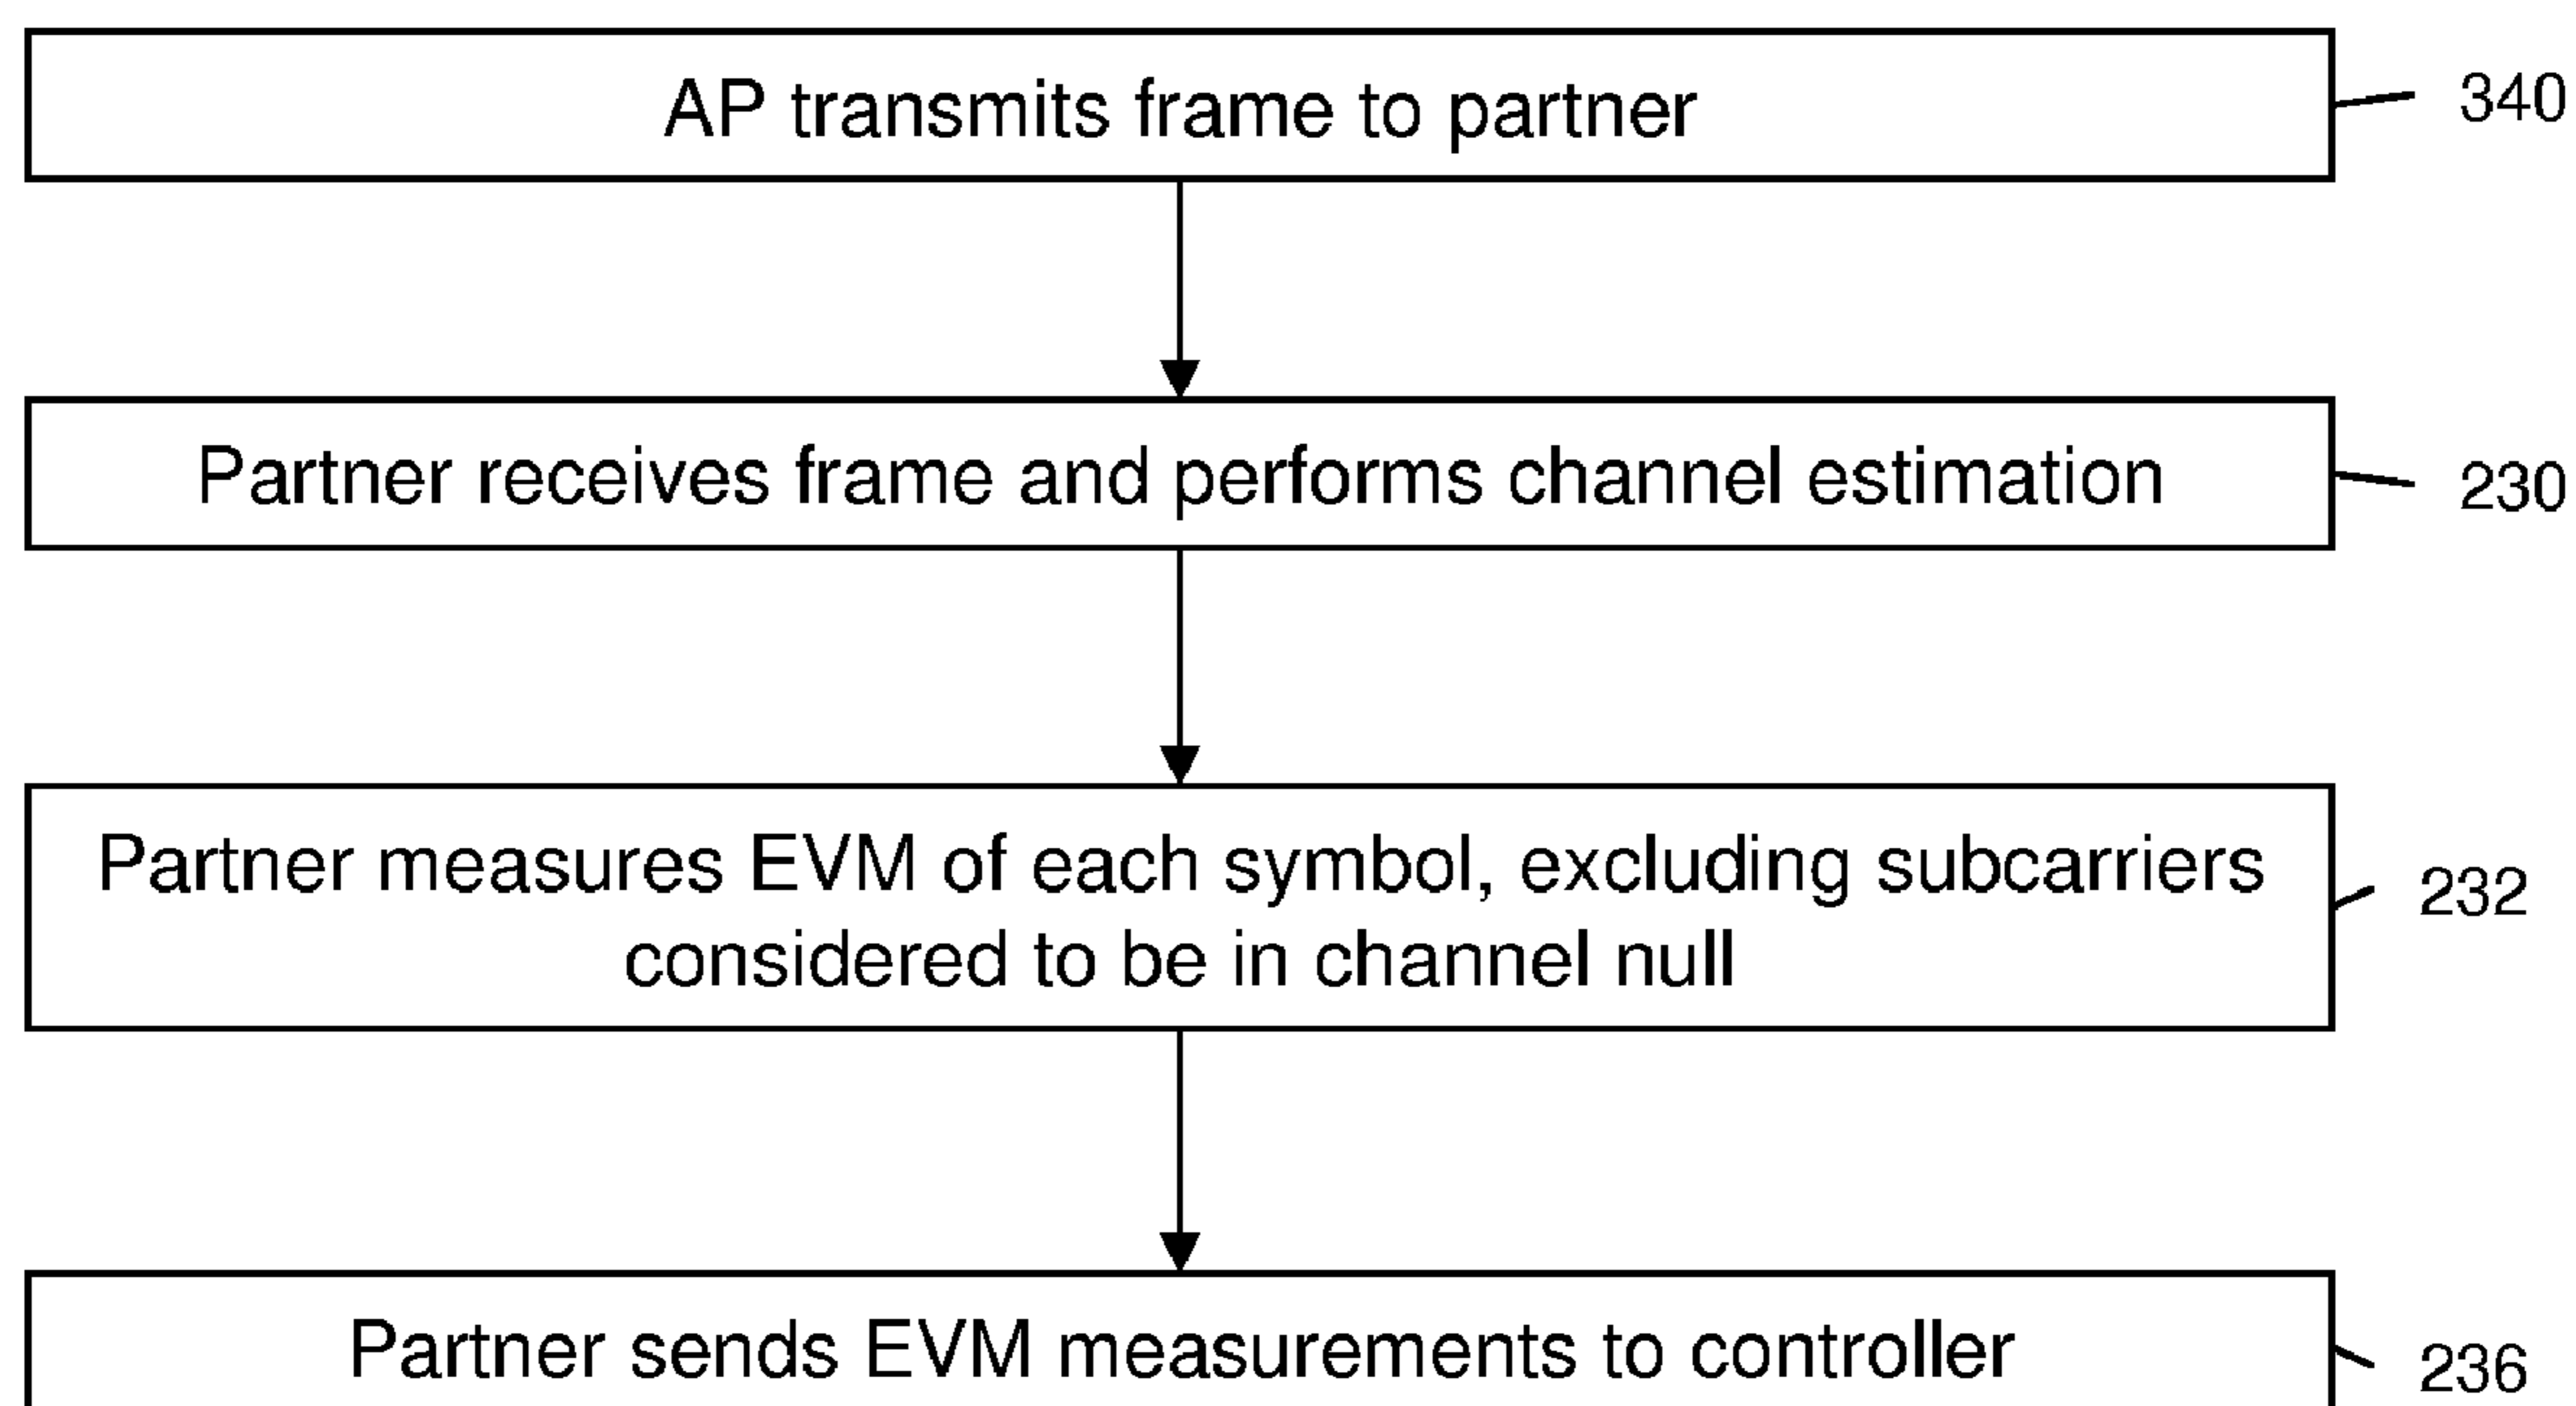 AP transmits frame to partner
340
Partner receives frame and performs channel estimation
230
Partner measures EVM of each symbol, excluding subcarriers
considered to be in channel null
232
Partner sends EVM measurements to controller
236